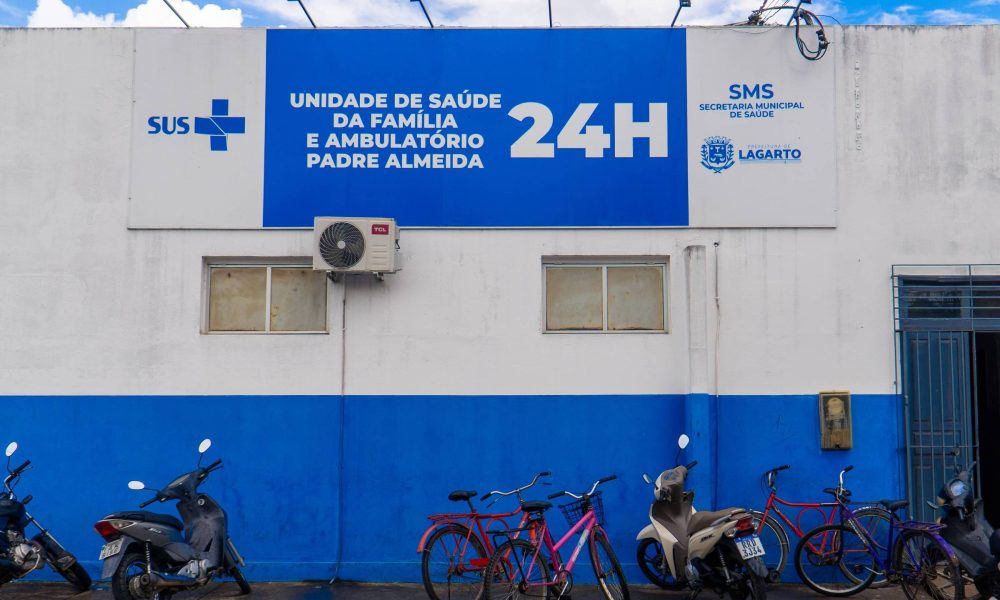 SUS
UNIDADE DE SAÚDE
DA FAMÍLIA
E AMBULATÓRIO
PADRE ALMEIDA
24H
SMS
SECRETARIA MUNICIPAL
DE SAÚDE
PREFEITURA DE
LAGARTO
TCL